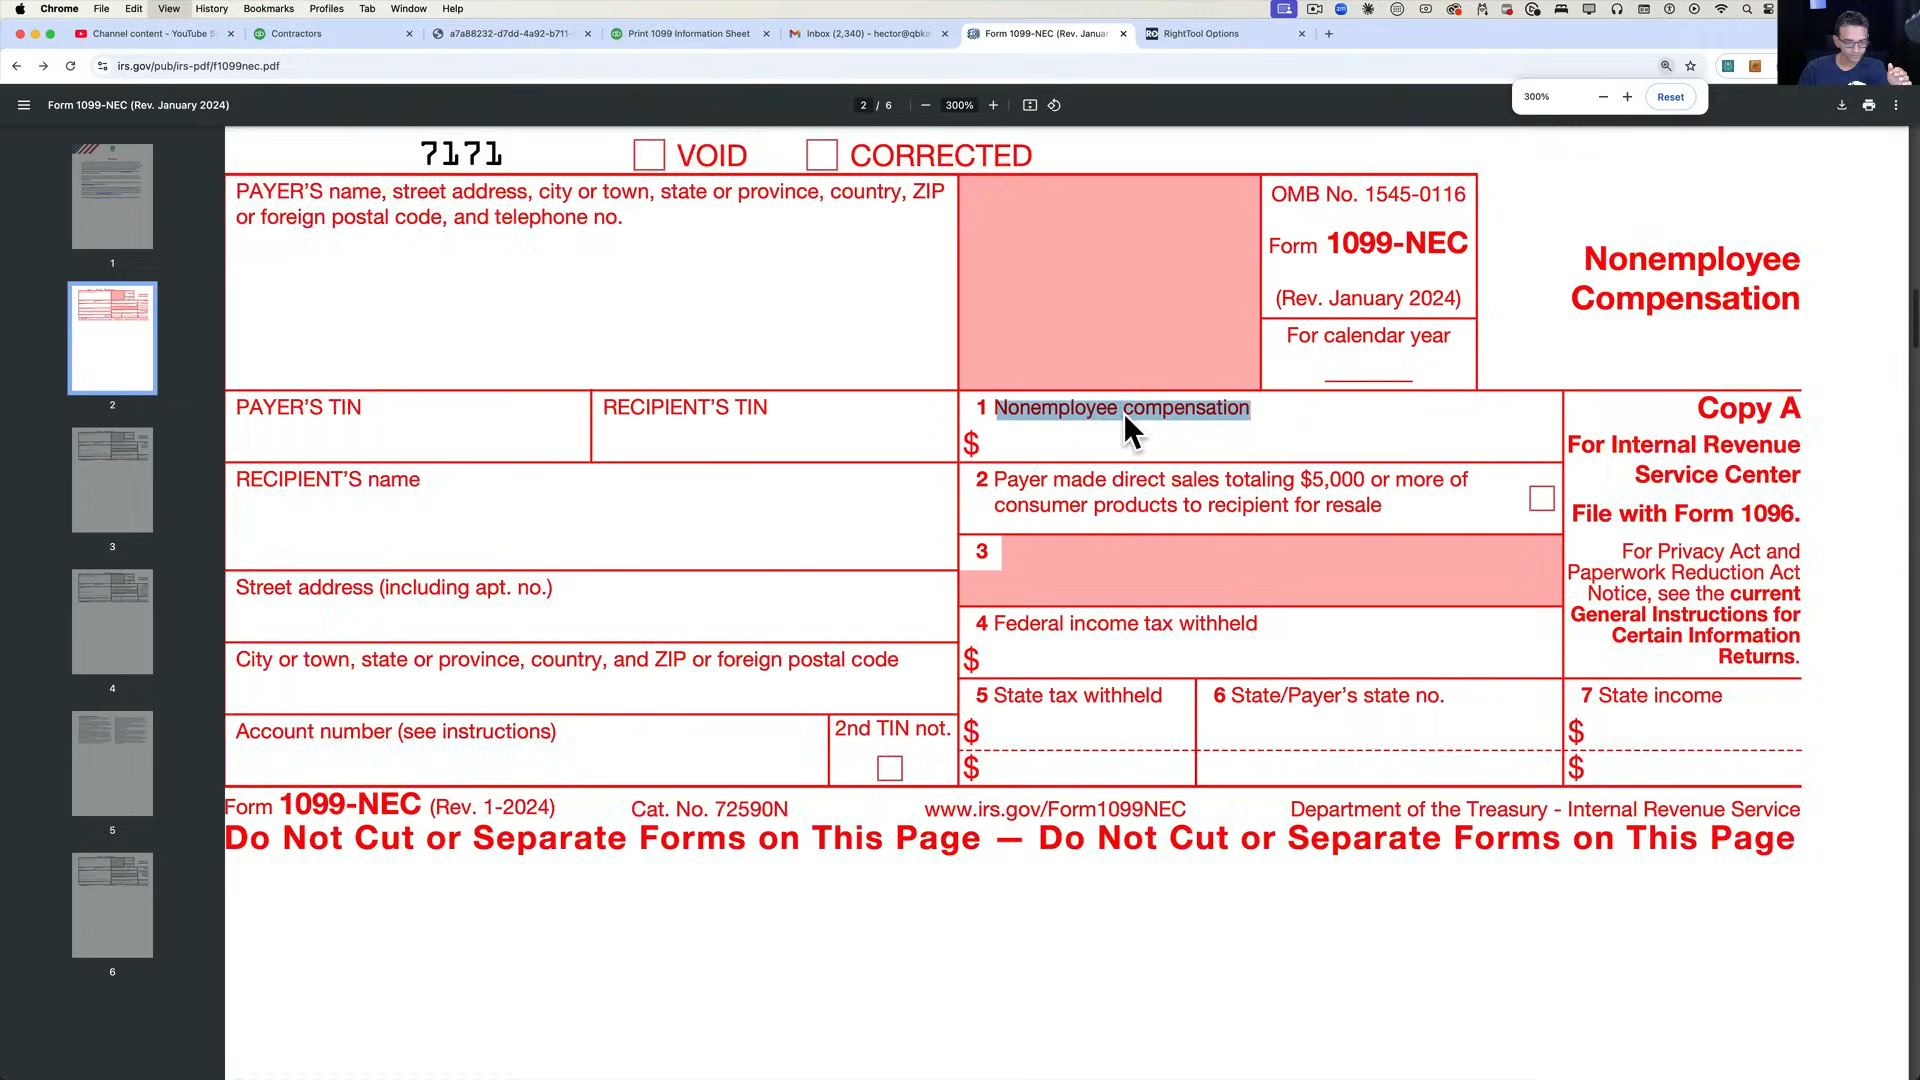 Chrome File Edit View History Bookmarks Profiles Tab Window Help
Channel content - YouTube S
Contractors
a7a88232-d7dd-4a92-b711-
Print 1099 Information Sheet
Inbox (2,340) - hector@qbka
Form 1099-NEC (Rev. Januar
RightTool Options
irs.gov/pub/irs-pdf/f1099nec.pdf
300%
Reset
Form 1099-NEC (Rev. January 2024)
2 / 6
300%
1
2
3
4
5
6
7171
VOID
CORRECTED
PAYER'S name, street address, city or town, state or province, country, ZIP
or foreign postal code, and telephone no.
OMB No. 1545-0116
Form 1099-NEC
(Rev. January 2024)
For calendar year
Nonemployee
Compensation
PAYER'S TIN
RECIPIENT'S TIN
1 Nonemployee compensation
$
Copy A
For Internal Revenue
Service Center
File with Form 1096.
For Privacy Act and
Paperwork Reduction Act
Notice, see the current
General Instructions for
Certain Information
Returns.
RECIPIENT'S name
2 Payer made direct sales totaling $5,000 or more of
consumer products to recipient for resale
3
Street address (including apt. no.)
4 Federal income tax withheld
$
City or town, state or province, country, and ZIP or foreign postal code
5 State tax withheld
$
$
6 State/Payer's state no.
7 State income
$
$
Account number (see instructions)
2nd TIN not.
Form 1099-NEC (Rev. 1-2024)
Cat. No. 72590N
www.irs.gov/Form1099NEC
Department of the Treasury - Internal Revenue Service
Do Not Cut or Separate Forms on This Page — Do Not Cut or Separate Forms on This Page